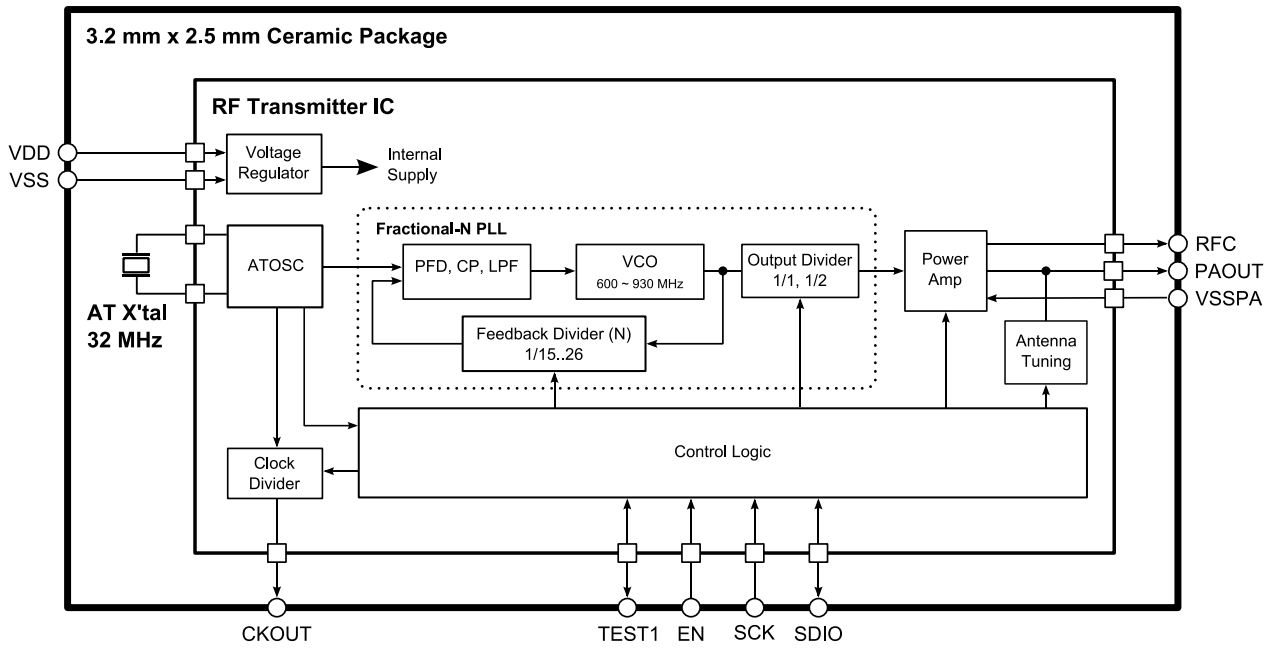 3.2 mm x 2.5 mm Ceramic Package
RF Transmitter IC
VDD
VSS
Voltage
Regulator
Internal
Supply
Fractional-N PLL
ATOSC
PFD, CP, LPF
VCO
600 ~ 930 MHz
Output Divider
1/1, 1/2
Power
Amp
RFC
PAOUT
VSSPA
AT X'tal
32 MHz
Feedback Divider (N)
1/15..26
Antenna
Tuning
Control Logic
Clock
Divider
CKOUT
TEST1
EN
SCK
SDIO